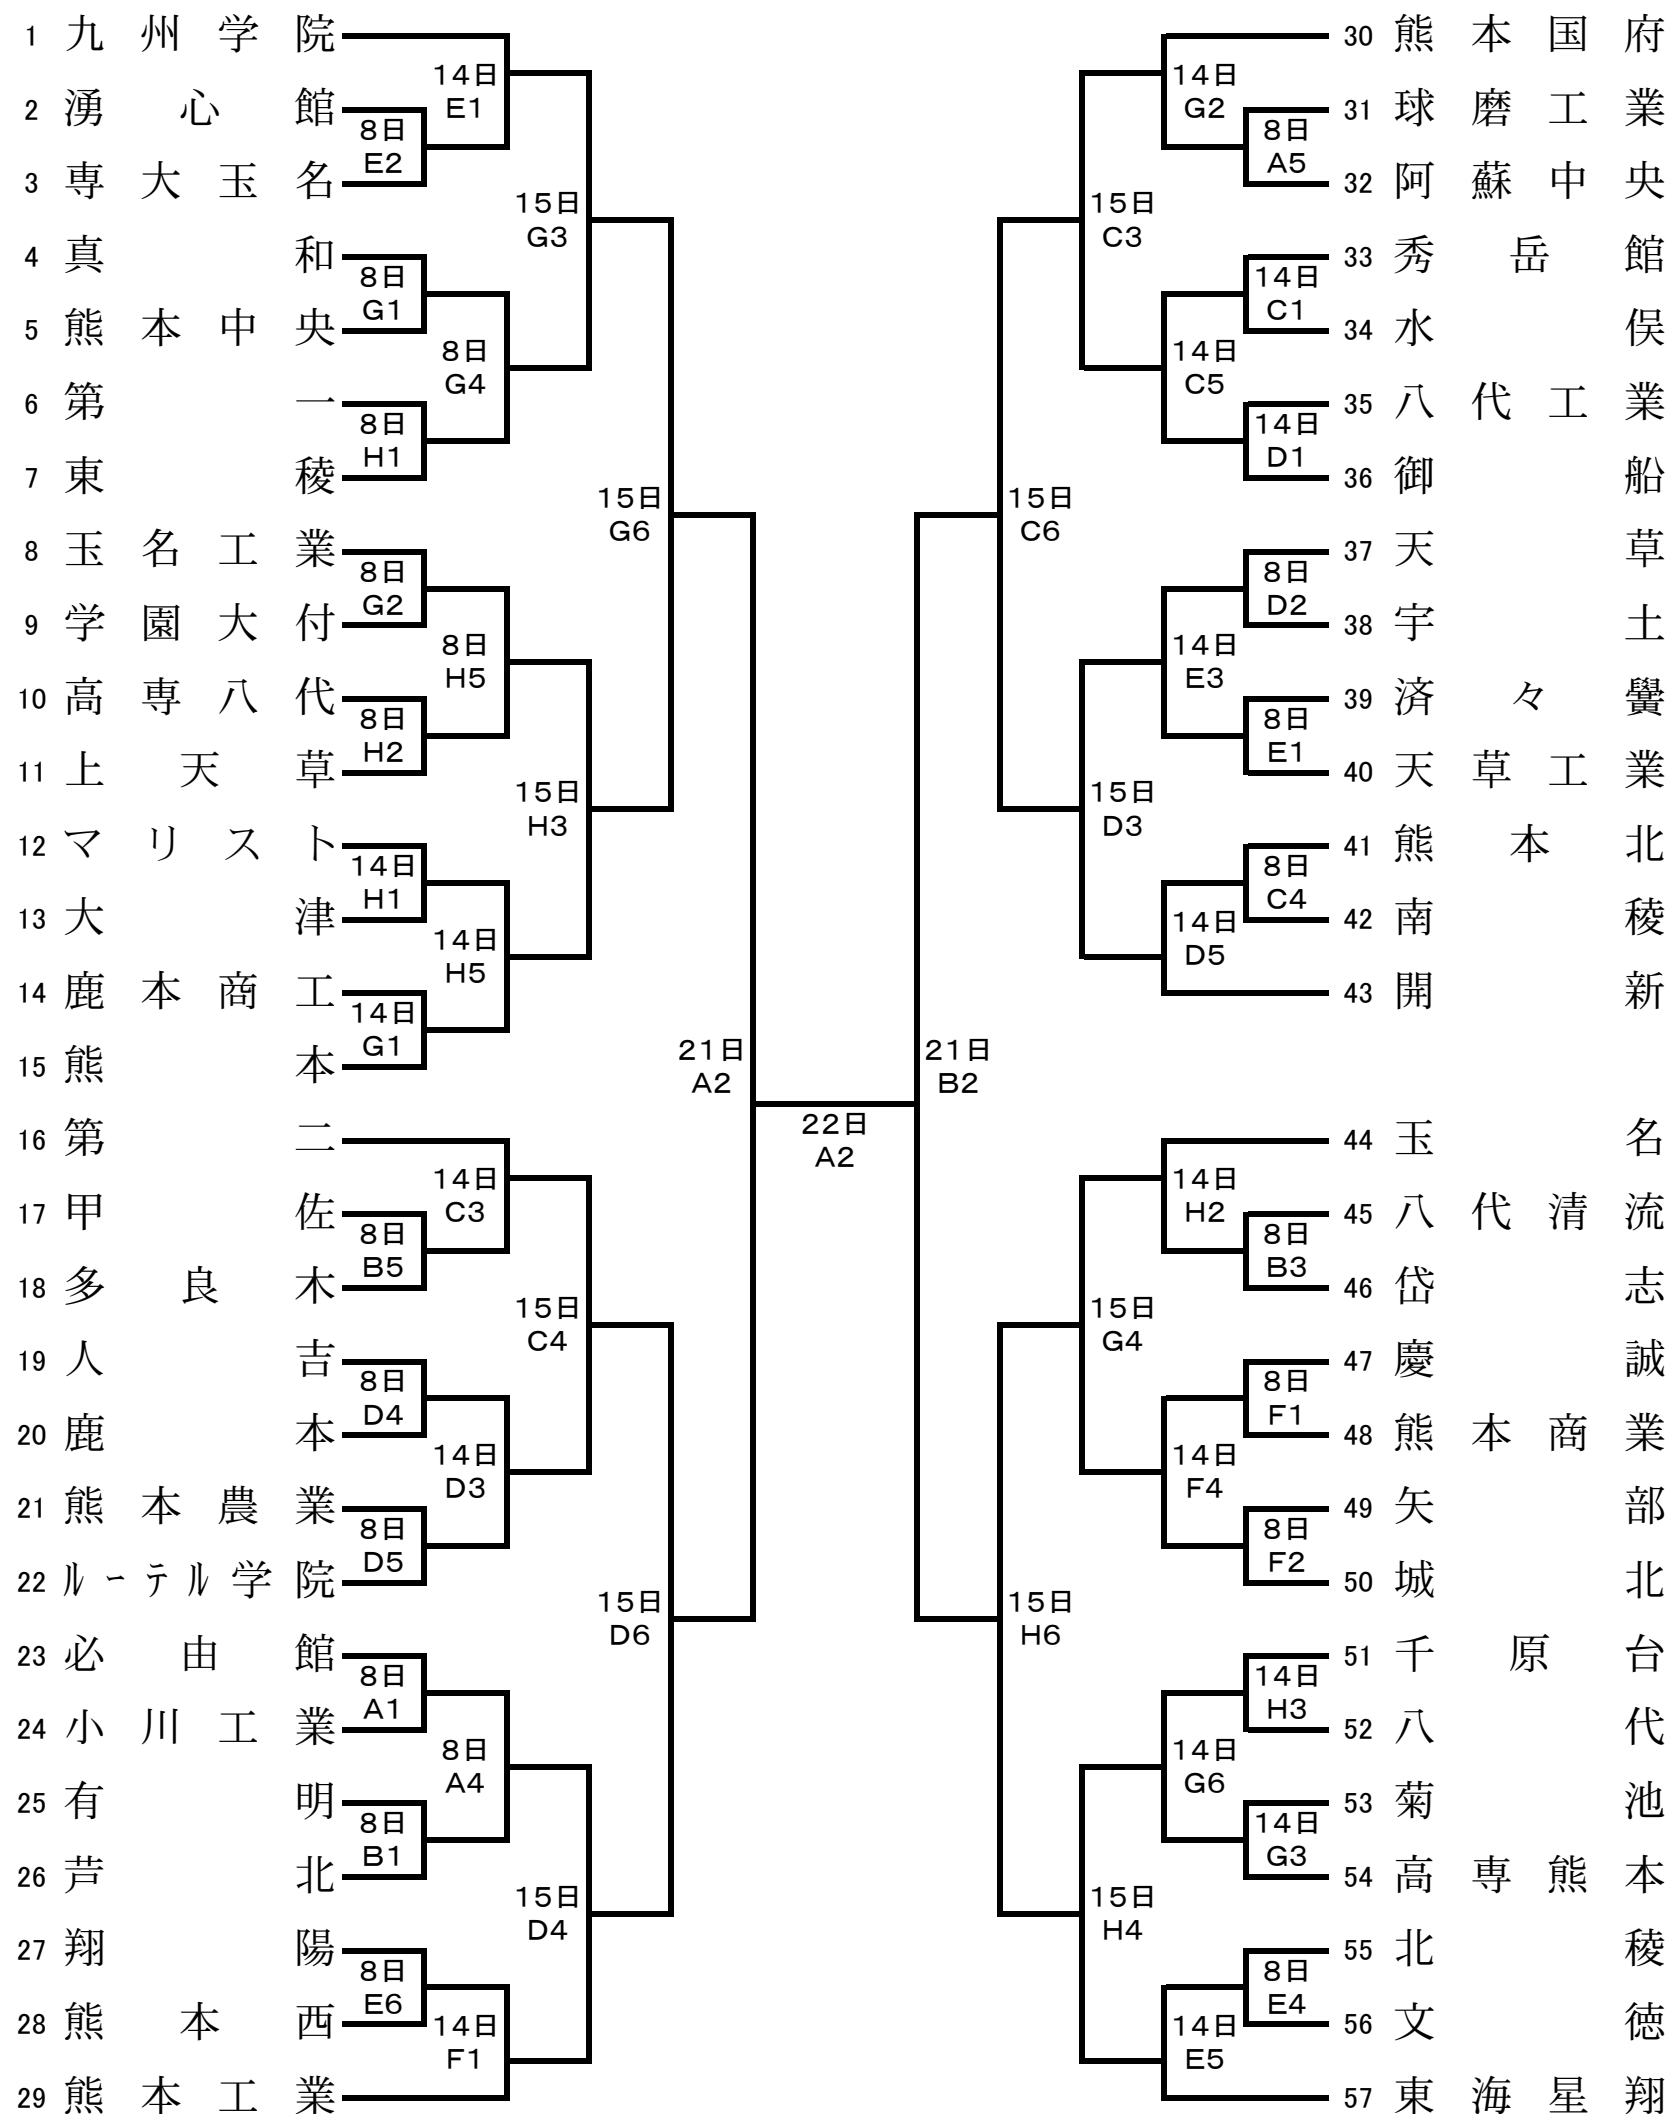 1 九州学院
2 湧心館
3 専大玉名
4 真和
5 熊本中央
6 第一
7 東稜
8 玉名工業
9 学園大付
10 高専八代
11 上天草
12 マリスト
13 大津
14 鹿本商工
15 熊本
16 第二
17 甲佐
18 多良木
19 人吉
20 鹿本
21 熊本農業
22 ルーテル学院
23 必由館
24 小川工業
25 有明
26 芦北
27 翔陽
28 熊本西
29 熊本工業
8日
E2
8日
G1
8日
H1
8日
G2
8日
H2
14日
H1
14日
G1
8日
B5
8日
D4
8日
D5
8日
A1
8日
B1
8日
E6
14日
E1
8日
G4
8日
H5
14日
H5
14日
C3
14日
D3
8日
A4
14日
F1
15日
G3
15日
H3
15日
C4
15日
D4
15日
G6
15日
D6
21日
A2
22日
A2
21日
B2
15日
C6
15日
H6
15日
C3
15日
D3
15日
G4
15日
H4
14日
G2
14日
C5
14日
E3
14日
D5
14日
H2
14日
F4
14日
G6
14日
E5
8日
A5
14日
C1
14日
D1
8日
D2
8日
E1
8日
C4
8日
B3
8日
F1
8日
F2
14日
H3
14日
G3
8日
E4
30 熊本国府
31 球磨工業
32 阿蘇中央
33 秀岳館
34 水俣
35 八代工業
36 御船
37 天草
38 宇土
39 済々黌
40 天草工業
41 熊本北
42 南稜
43 開新
44 玉名
45 八代清流
46 岱志
47 慶誠
48 熊本商業
49 矢部
50 城北
51 千原台
52 八代
53 菊池
54 高専熊本
55 北稜
56 文徳
57 東海星翔